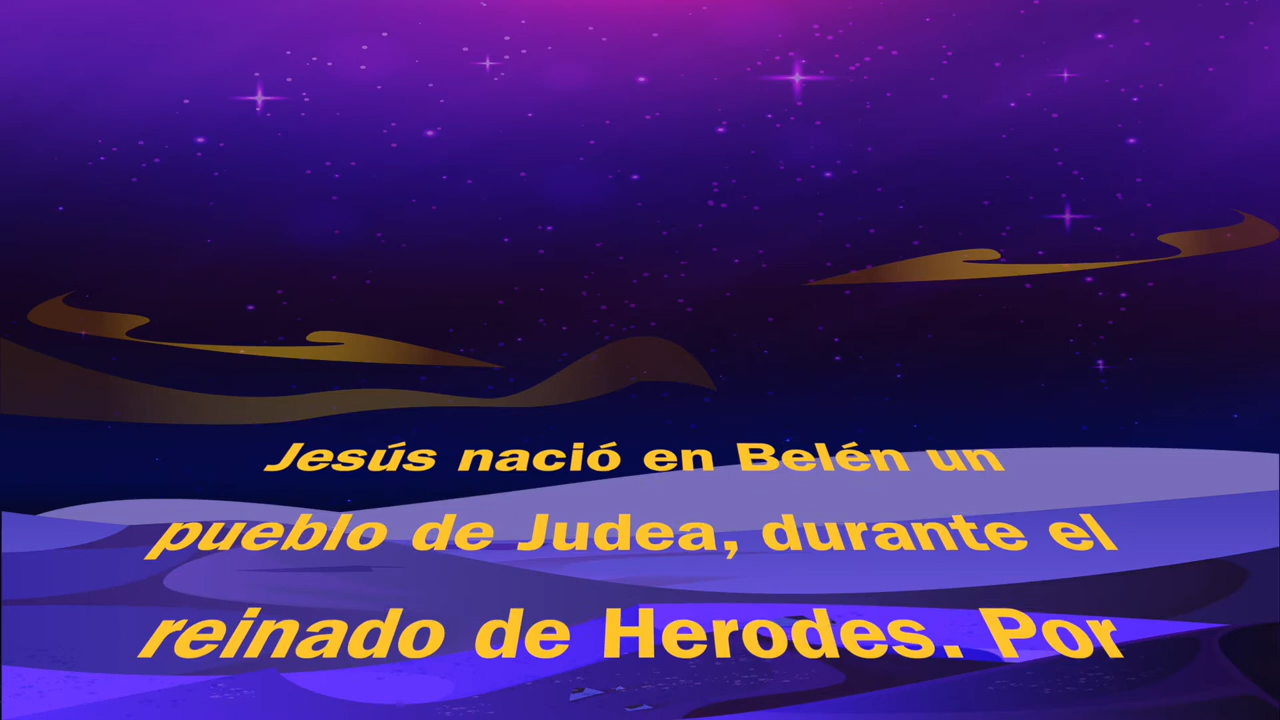 Jesús nació en Belén un
pueblo de Judea, durante el
reinado de Herodes. Por